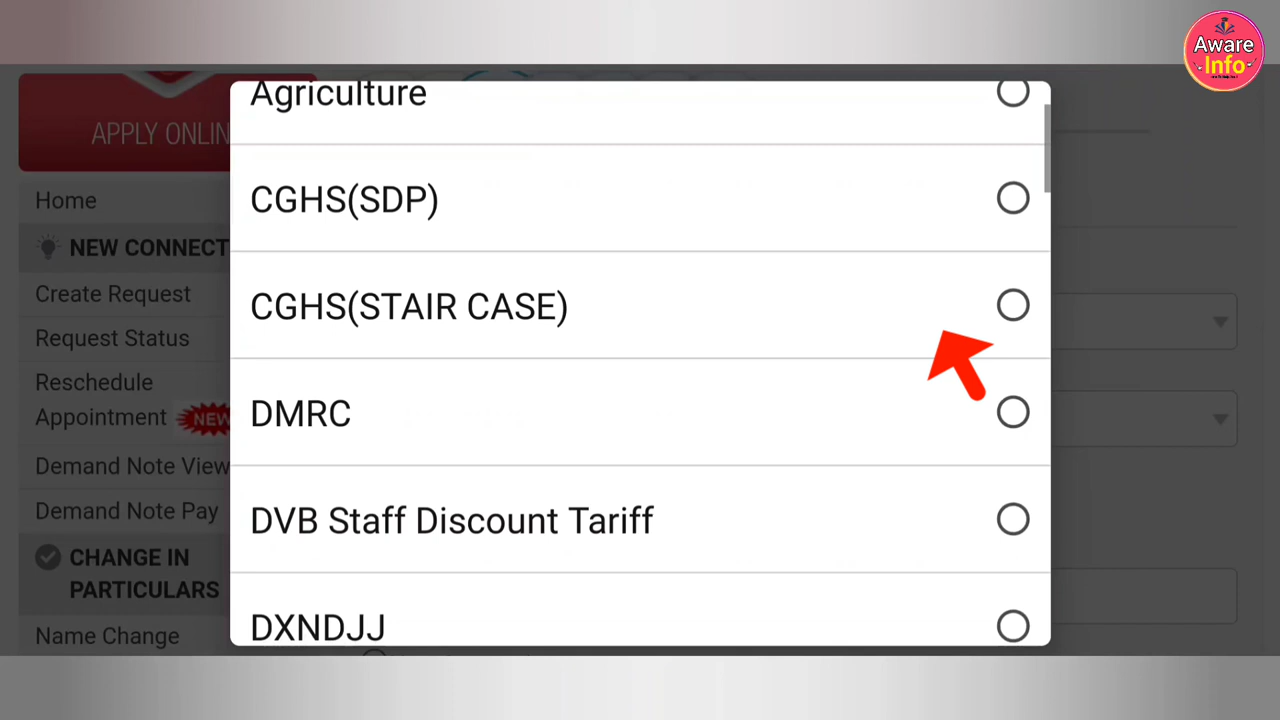 Aware
Info
APPLY ONLIN
Home
NEW CONNECT
Create Request
Request Status
Reschedule
Appointment NEW
Demand Note View
Demand Note Pay
CHANGE IN
PARTICULARS
Name Change
Agriculture
CGHS(SDP)
CGHS(STAIR CASE)
DMRC
DVB Staff Discount Tariff
DXNDJJ